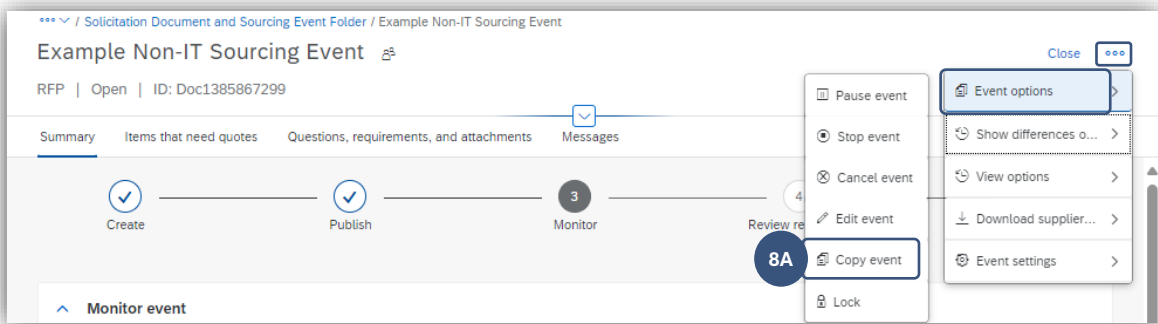 / Solicitation Document and Sourcing Event Folder / Example Non-IT Sourcing Event
Example Non-IT Sourcing Event
Close
RFP | Open | ID: Doc1385867299
Summary
Items that need quotes
Questions, requirements, and attachments
Messages
Create
Publish
3
Monitor
4
Review re
Monitor event
Pause event
Stop event
Cancel event
Edit event
8A
Copy event
Lock
Event options
Show differences o...
View options
Download supplier...
Event settings